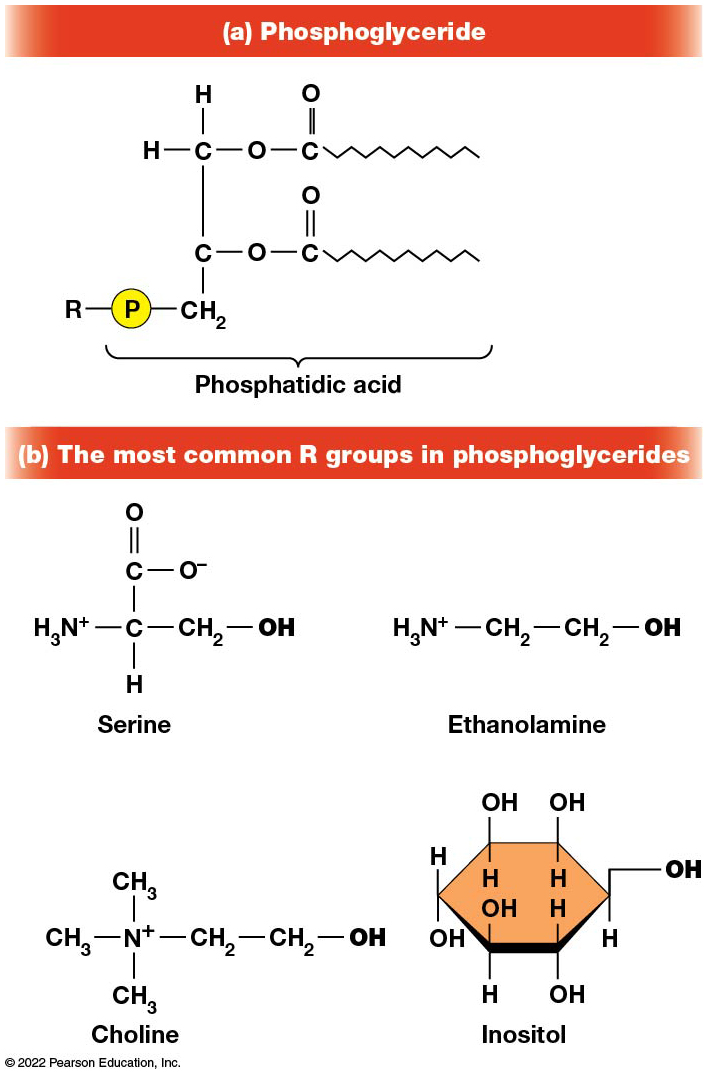 (a) Phosphoglyceride
H
O
H C O C
O
C O C
R P CH₂
Phosphatidic acid
(b) The most common R groups in phosphoglycerides
O
C O⁻
H₃N⁺ C CH₂ OH
H
Serine
H₃N⁺ CH₂ CH₂ OH
Ethanolamine
CH₃
CH₃ N⁺ CH₂ CH₂ OH
CH₃
Choline
OH OH
H OH
H H
OH H
OH H
H OH
Inositol
© 2022 Pearson Education, Inc.